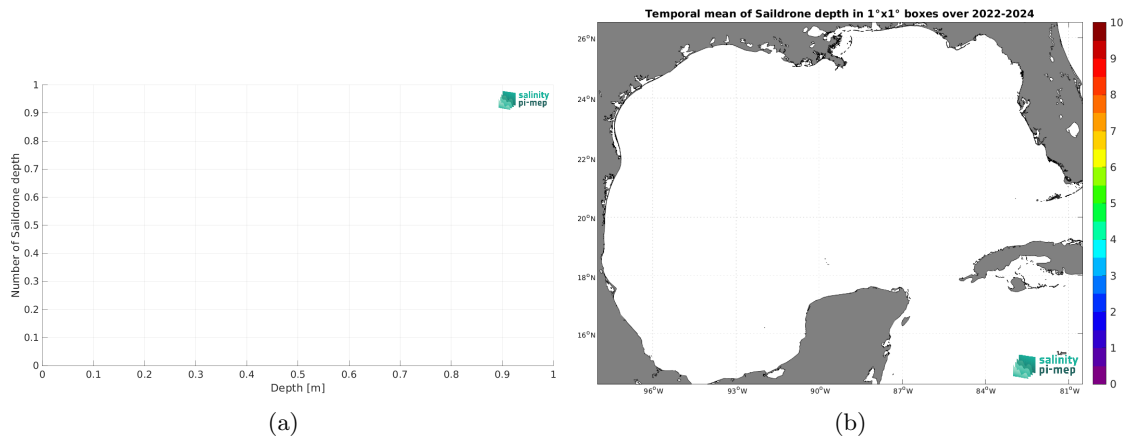 Temporal mean of Saildrone depth in 1°x1° boxes over 2022-2024
1
0.9
0.8
0.7
0.6
0.5
0.4
0.3
0.2
0.1
0
Number of Saildrone depth
0 0.1 0.2 0.3 0.4 0.5 0.6 0.7 0.8 0.9 1
Depth [m]
salinity
pi-mep
(a)
26°N
24°N
22°N
20°N
18°N
16°N
96°W 93°W 90°W 87°W 84°W 81°W
salinity
pi-mep
10
9
8
7
6
5
4
3
2
1
0
(b)